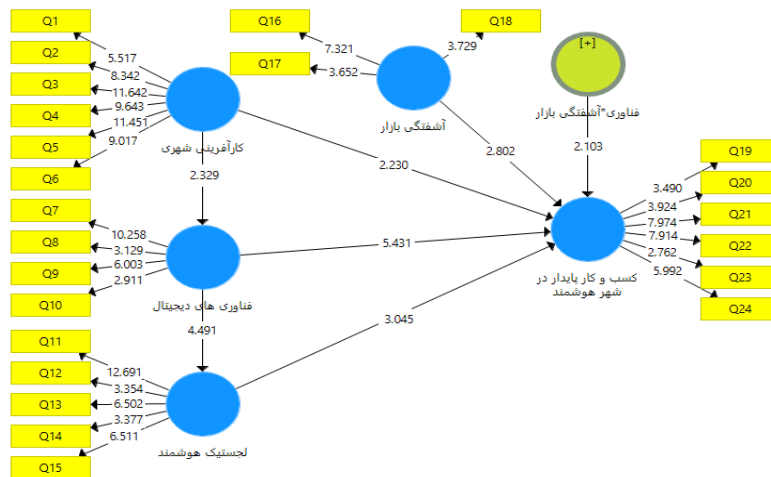 Q1
Q2
Q3
Q4
Q5
Q6
5.517
8.342
11.642
9.643
11.451
9.017
کارآفرینی شهری
Q16
Q17
7.321
3.652
Q18
3.729
آشفتگی بازار
[+]
فناوری*آشفتگی بازار
2.329
2.230
2.802
2.103
Q7
Q8
Q9
Q10
10.258
3.129
6.003
2.911
فناوری های دیجیتال
5.431
Q19
Q20
Q21
Q22
Q23
Q24
3.490
3.924
7.974
7.914
2.762
5.992
کسب و کار پایدار در
شهر هوشمند
4.491
3.045
Q11
Q12
Q13
Q14
Q15
12.691
3.354
6.502
3.377
6.511
لجستیک هوشمند